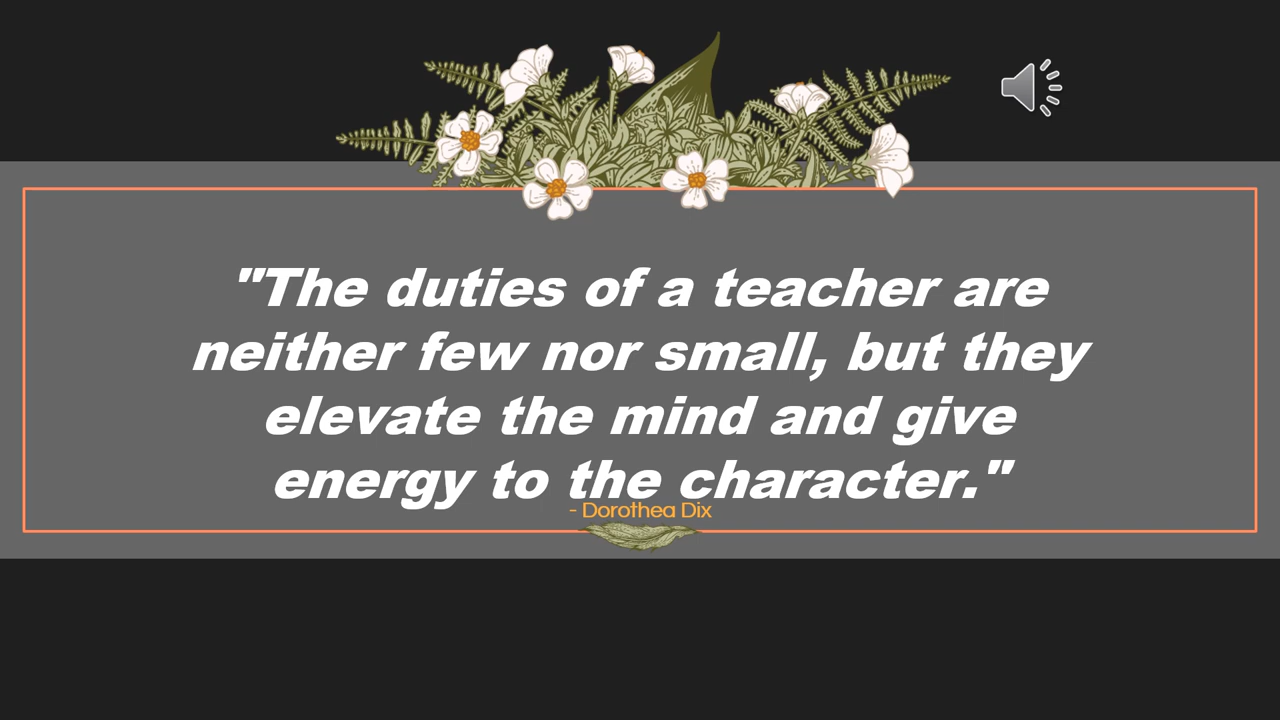 "The duties of a teacher are
neither few nor small, but they
elevate the mind and give
energy to the character."
- Dorothea Dix